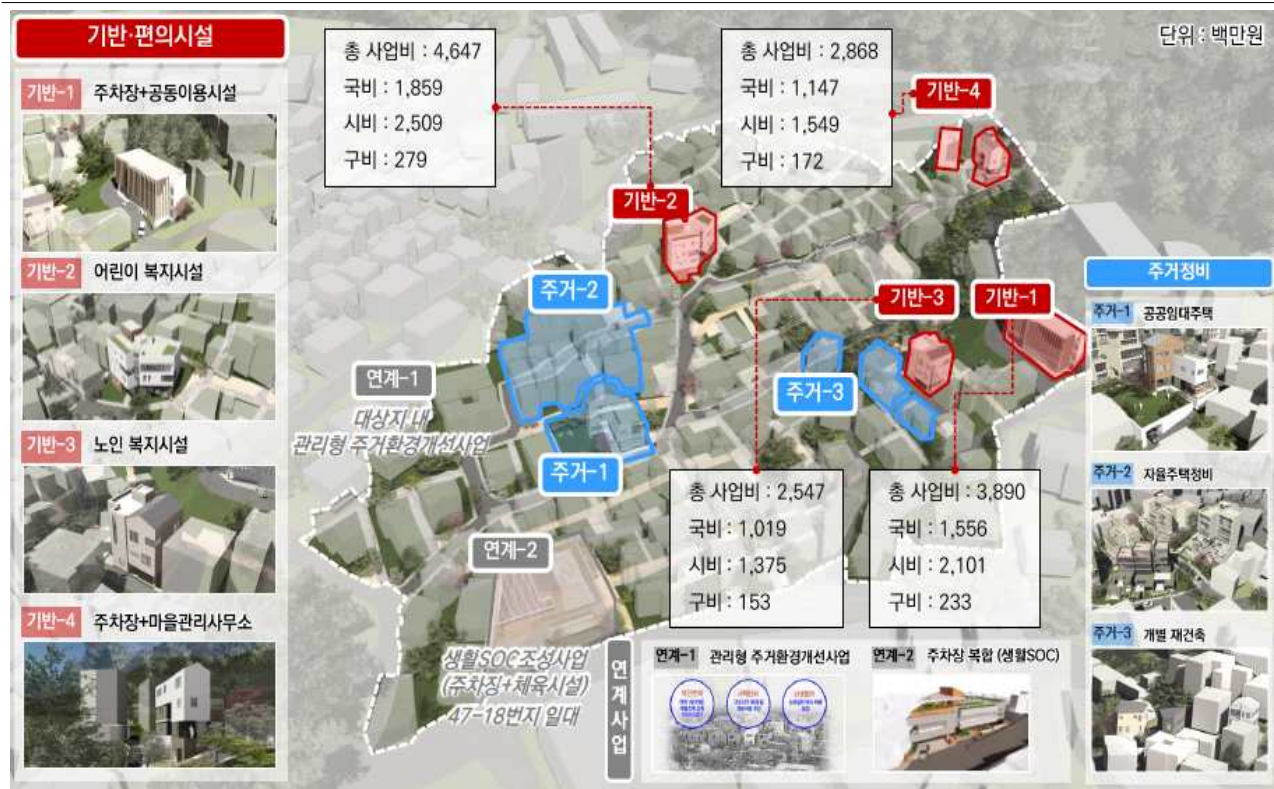 기반·편의시설
단위 : 백만원
기반-1 주차장+공동이용시설
기반-2 어린이 복지시설
기반-3 노인 복지시설
기반-4 주차장+마을관리사무소
총 사업비 : 4,647
국비 : 1,859
시비 : 2,509
구비 : 279
총 사업비 : 2,868
국비 : 1,147
시비 : 1,549
구비 : 172
기반-4
기반-2
주거-2
기반-3
기반-1
연계-1
대상지 내
관리형 주거환경개선사업
주거-3
주거-1
총 사업비 : 2,547
국비 : 1,019
시비 : 1,375
구비 : 153
총 사업비 : 3,890
국비 : 1,556
시비 : 2,101
구비 : 233
연계-2
생활SOC조성사업
(주차장+체육시설)
47-18번지 일대
연계사업
연계-1 관리형 주거환경개선사업
연계-2 주차장 복합 (생활SOC)
주거정비
주거-1 공공임대주택
주거-2 자율주택정비
주거-3 개별 재건축